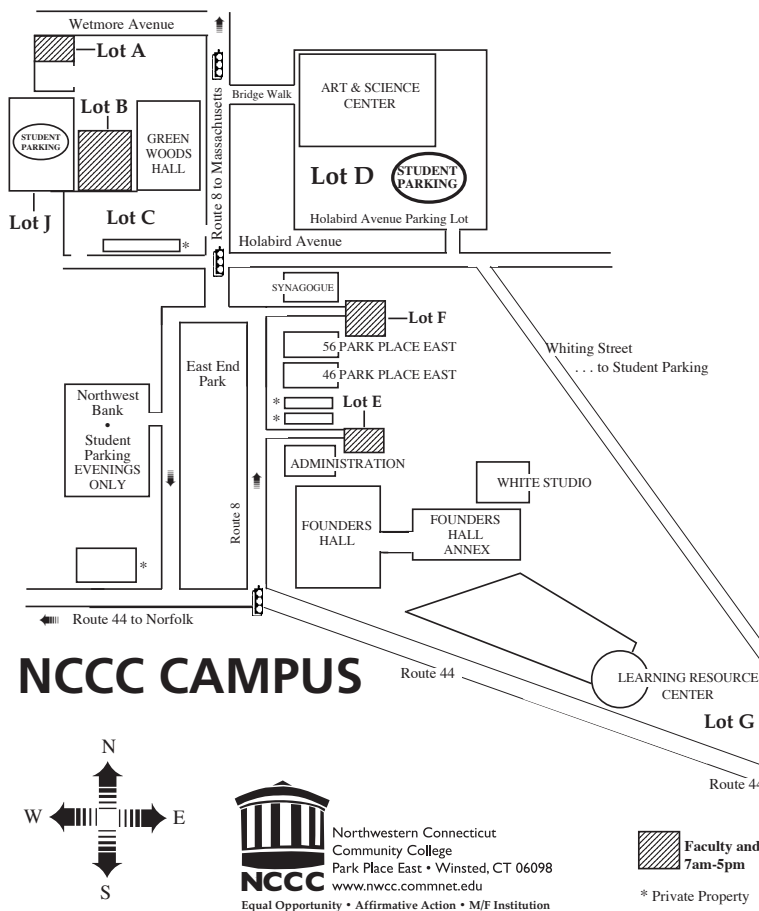 Wetmore Avenue
Lot A
Lot B
STUDENT
PARKING
GREEN
WOODS
HALL
Lot J
Lot C
*
Route 8 to Massachusetts
Bridge Walk
ART & SCIENCE
CENTER
Lot D
STUDENT
PARKING
Holabird Avenue Parking Lot
Holabird Avenue
SYNAGOGUE
Lot F
56 PARK PLACE EAST
46 PARK PLACE EAST
Whiting Street
. . . to Student Parking
East End
Park
Northwest
Bank
•
Student
Parking
EVENINGS
ONLY
*
*
Lot E
ADMINISTRATION
WHITE STUDIO
Route 8
FOUNDERS
HALL
FOUNDERS
HALL
ANNEX
*
Route 44 to Norfolk
NCCC CAMPUS
Route 44
LEARNING RESOURCE
CENTER
Lot G
Route 44
N
W
E
S
NCCC
Northwestern Connecticut
Community College
Park Place East • Winsted, CT 06098
www.nwcc.commnet.edu
Equal Opportunity • Affirmative Action • M/F Institution
Faculty and
7am-5pm
* Private Property